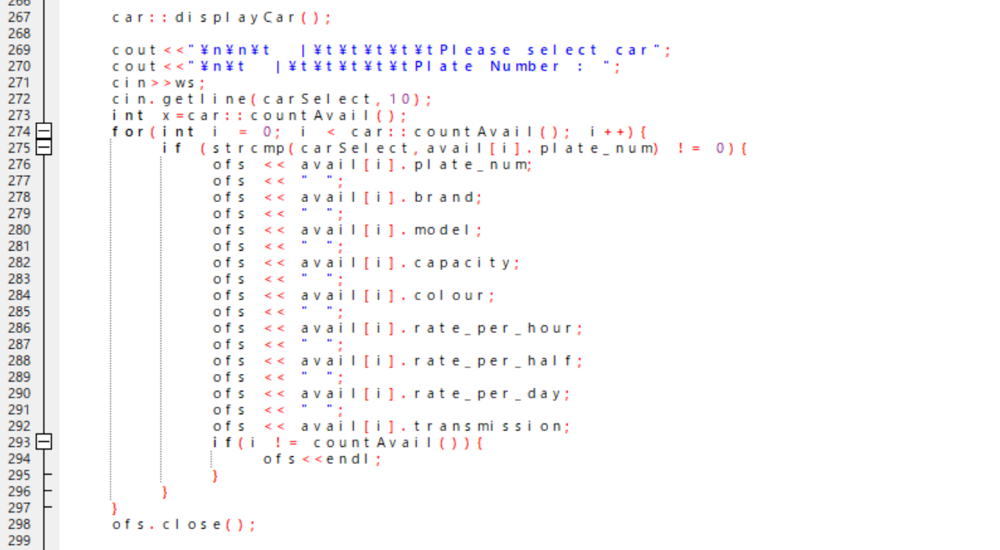 266
267 car::displayCar();
268
269 cout<<"¥n¥n¥t |¥t¥t¥t¥t¥tPlease select car";
270 cout<<"¥n¥t |¥t¥t¥t¥t¥tPlate Number : ";
271 cin>>ws;
272 cin.getline(carSelect,10);
273 int x=car::countAvail();
274 for(int i = 0; i < car::countAvail(); i++){
275 if (strcmp(carSelect,avail[i].plate_num) != 0){
276 ofs << avail[i].plate_num;
277 ofs << " ";
278 ofs << avail[i].brand;
279 ofs << " ";
280 ofs << avail[i].model;
281 ofs << " ";
282 ofs << avail[i].capacity;
283 ofs << " ";
284 ofs << avail[i].colour;
285 ofs << " ";
286 ofs << avail[i].rate_per_hour;
287 ofs << " ";
288 ofs << avail[i].rate_per_half;
289 ofs << " ";
290 ofs << avail[i].rate_per_day;
291 ofs << " ";
292 ofs << avail[i].transmission;
293 if(i != countAvail()){
294 ofs<<endl;
295 }
296 }
297 }
298 ofs.close();
299